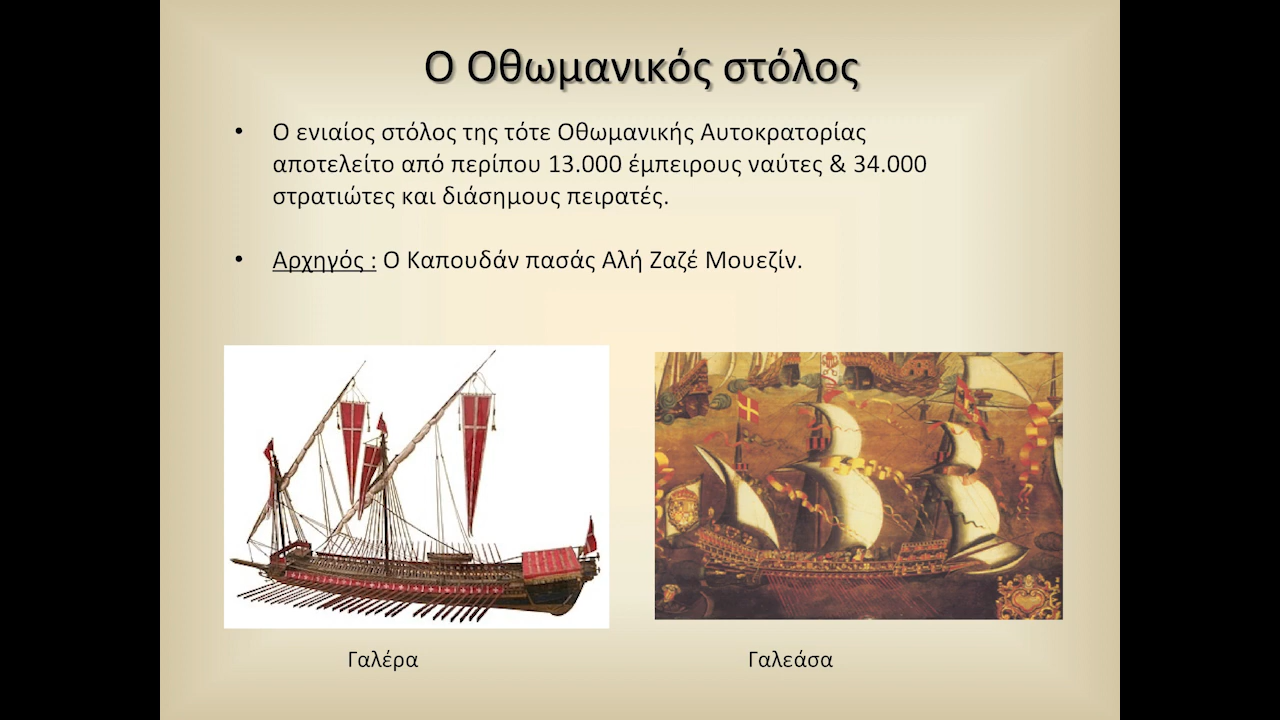 Ο Οθωμανικός στόλος
• Ο ενιαίος στόλος της τότε Οθωμανικής Αυτοκρατορίας
αποτελείτο από περίπου 13.000 έμπειρους ναύτες & 34.000
στρατιώτες και διάσημους πειρατές.
• Αρχηγός : Ο Καπουδάν πασάς Αλή Ζαζέ Μουεζίν.
Γαλέρα
Γαλεάσα